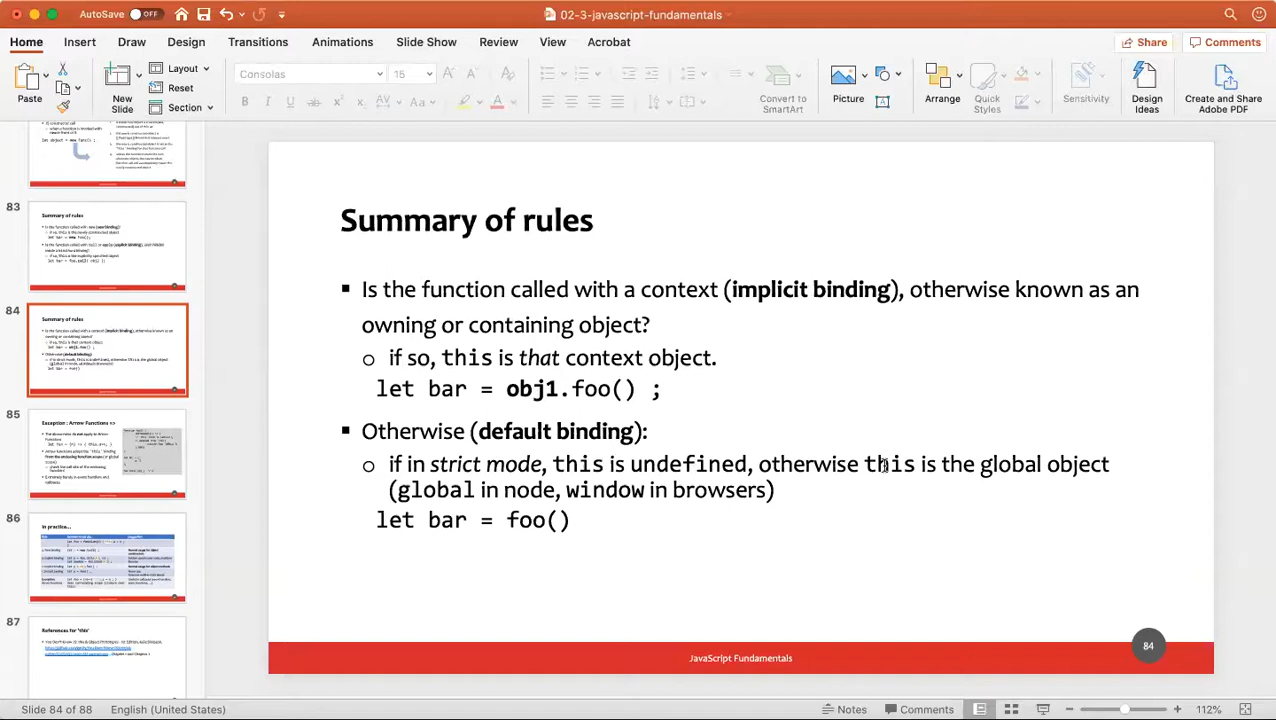 AutoSave OFF
02-3-javascript-fundamentals
Home Insert Draw Design Transitions Animations Slide Show Review View Acrobat Share Comments
Paste
New Slide
Layout
Reset
Section
Consolas 15
Convert to SmartArt
Picture
Arrange
Quick Styles
Sensitivity
Design Ideas
Create and Share Adobe PDF
83
Summary of rules
84
Summary of rules
85
Exception : Arrow Functions =>
86
In practice...
87
References for 'this'
Summary of rules
▪ Is the function called with a context (implicit binding), otherwise known as an
owning or containing object?
o if so, this is that context object.
let bar = obj1.foo() ;
▪ Otherwise (default binding):
o if in strict mode, this is undefined, otherwise this is the global object
(global in node, window in browsers)
let bar = foo()
JavaScript Fundamentals
84
Slide 84 of 88 English (United States) Notes Comments 112%